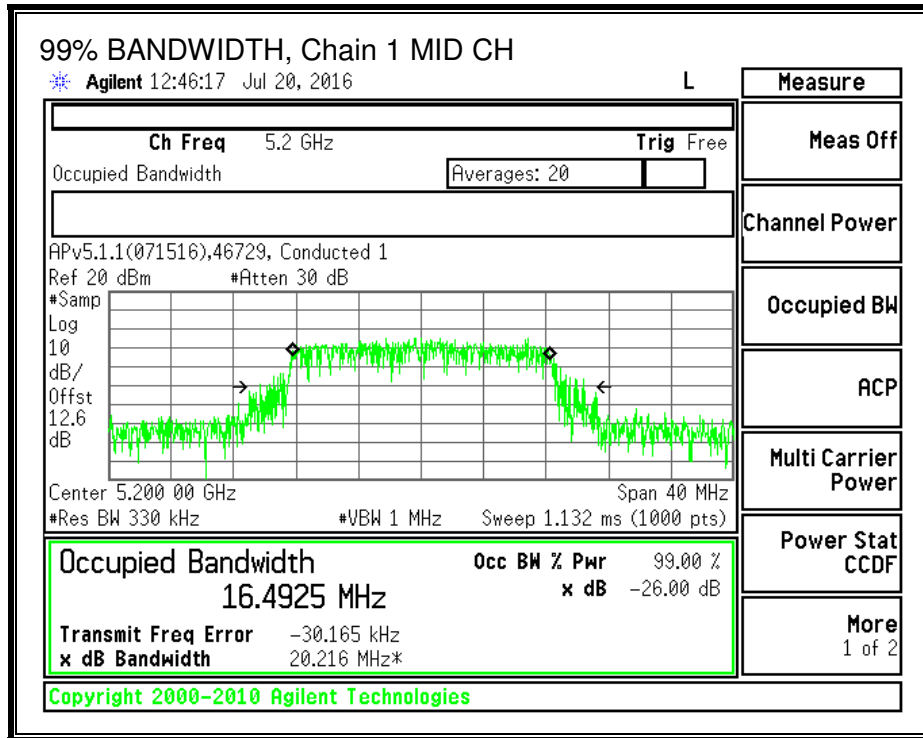 99% BANDWIDTH, Chain 1 MID CH
Agilent 12:46:17 Jul 20, 2016 L
Measure
Ch Freq 5.2 GHz Trig Free
Meas Off
Occupied Bandwidth Averages: 20
Channel Power
APv5.1.1(071516),46729, Conducted 1
Ref 20 dBm #Atten 30 dB
#Samp
Log
10
dB/
Offst
12.6
dB
Occupied BW
ACP
Multi Carrier
Power
Center 5.200 00 GHz Span 40 MHz
#Res BW 330 kHz #VBW 1 MHz Sweep 1.132 ms (1000 pts)
Power Stat
CCDF
Occupied Bandwidth Occ BW % Pwr 99.00 %
16.4925 MHz x dB -26.00 dB
Transmit Freq Error -30.165 kHz
x dB Bandwidth 20.216 MHz*
More
1 of 2
Copyright 2000-2010 Agilent Technologies